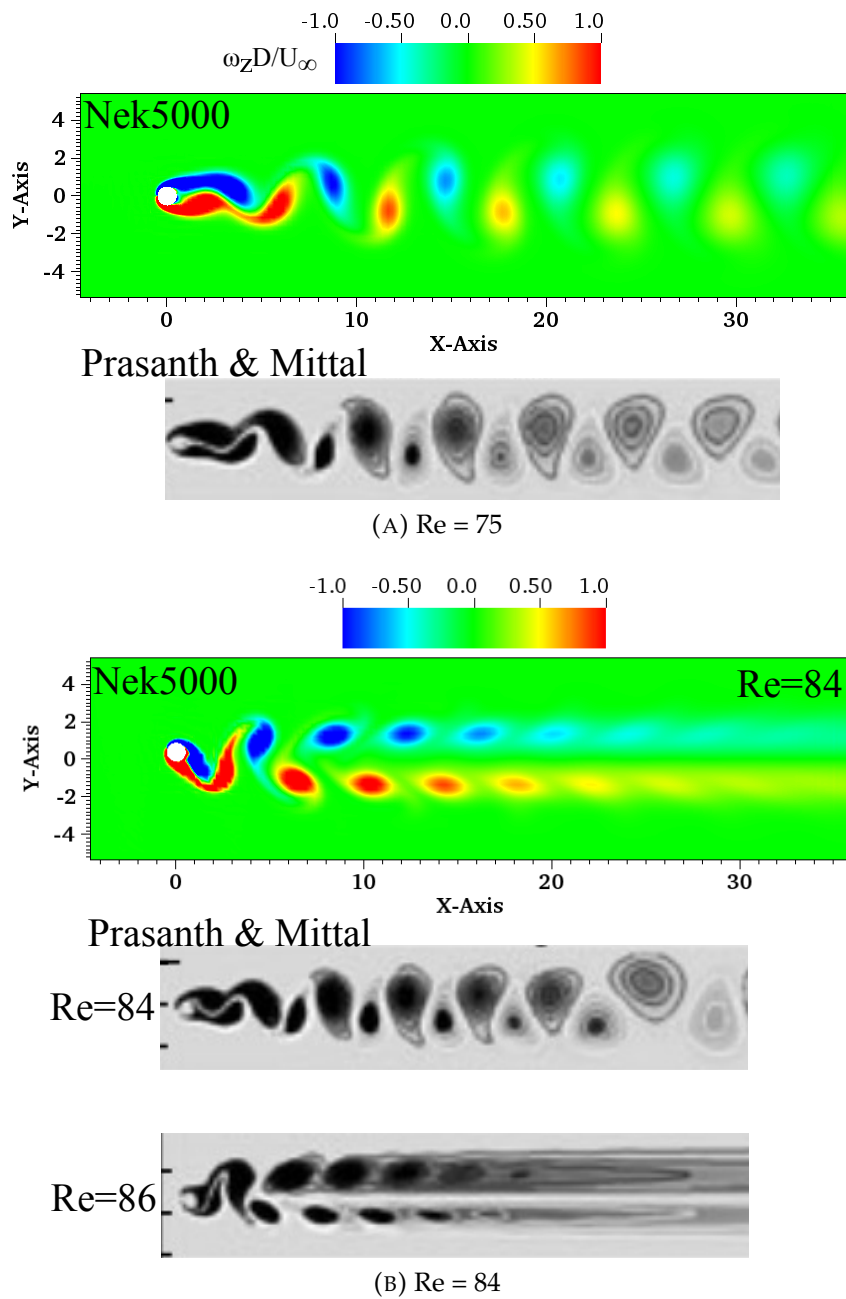 -1.0 -0.50 0.0 0.50 1.0
ωzD/U∞
Nek5000
4
2
0
-2
-4
Y-Axis
0 10 20 30
X-Axis
Prasanth & Mittal
(A) Re = 75
-1.0 -0.50 0.0 0.50 1.0
Nek5000 Re=84
4
2
0
-2
-4
Y-Axis
0 10 20 30
X-Axis
Prasanth & Mittal
Re=84
Re=86
(B) Re = 84